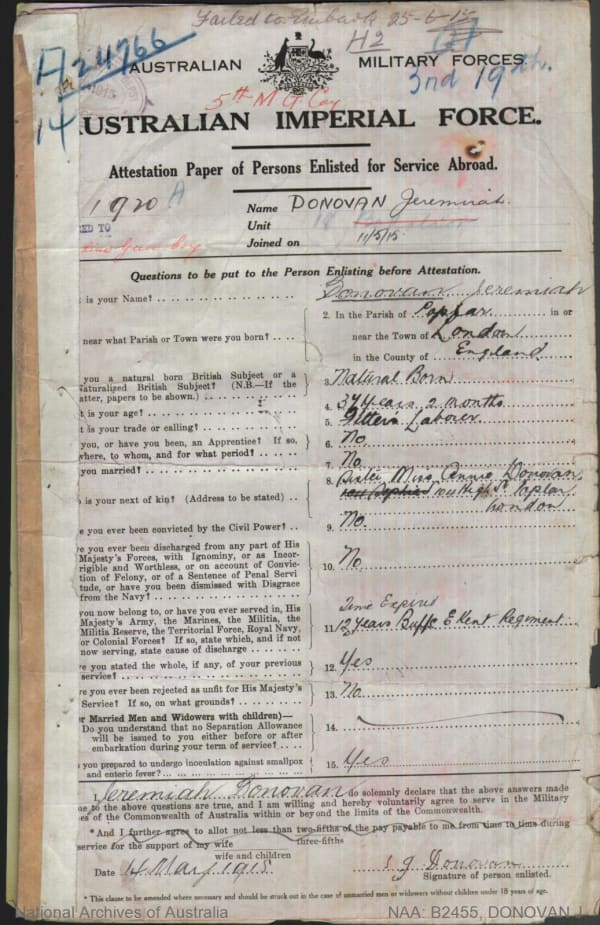 Failed to Embark 25-6-15
A24766
H2
AUSTRALIAN MILITARY FORCES.
3rd 19th.
14
5th M G Coy
AUSTRALIAN IMPERIAL FORCE.
Attestation Paper of Persons Enlisted for Service Abroad.
1920 A
Name DONOVAN Jeremiah.
Unit
ED TO
Gun Coy
Joined on 11/5/15.
Questions to be put to the Person Enlisting before Attestation.
is your Name? Donovan Jeremiah
2. In the Parish of Poplar in or
near what Parish or Town were you born? near the Town of London
in the County of England
you a natural born British Subject or a
Naturalized British Subject? (N.B.—If the
atter, papers to be shown.) 3. Natural Born
t is your age? 4. 37 years 2 months
t is your trade or calling? 5. Fitters Laborer
you, or have you been, an Apprentice? If so,
where, to whom, and for what period? 6. No
you married? 7. No.
8. Sister Miss Annie Donovan
is your next of kin? (Address to be stated) High St Poplar
London
e you ever been convicted by the Civil Power? 9. No.
e you ever been discharged from any part of His
Majesty's Forces, with Ignominy, or as Incor-
rigible and Worthless, or on account of Convic-
tion of Felony, or of a Sentence of Penal Servi
tude, or have you been dismissed with Disgrace
from the Navy? 10. No
you now belong to, or have you ever served in, His
Majesty's Army, the Marines, the Militia, the
Militia Reserve, the Territorial Force, Royal Navy,
or Colonial Forces? If so, state which, and if not
now serving, state cause of discharge
Time Expired
11. 12 years Buffs E Kent Regiment
e you stated the whole, if any, of your previous
service? 12. Yes
e you ever been rejected as unfit for His Majesty's
Service? If so, on what grounds? 13. No
r Married Men and Widowers with children)—
Do you understand that no Separation Allowance
will be issued to you either before or after
embarkation during your term of service? 14.
you prepared to undergo inoculation against smallpox
and enteric fever? 15. Yes
I, Jeremiah Donovan do solemnly declare that the above answers made
me to the above questions are true, and I am willing and hereby voluntarily agree to serve in the Military
es of the Commonwealth of Australia within or beyond the limits of the Commonwealth.
*And I further agree to allot not less than two-fifths of the pay payable to me from time to time during
three-fifths
service for the support of my wife
wife and children
Date 4 May 1915 J Donovan
Signature of person enlisted.
* This clause to be amended where necessary and should be struck out in the case of unmarried men or widowers without children under 18 years of age.
National Archives of Australia NAA: B2455, DONOVAN J